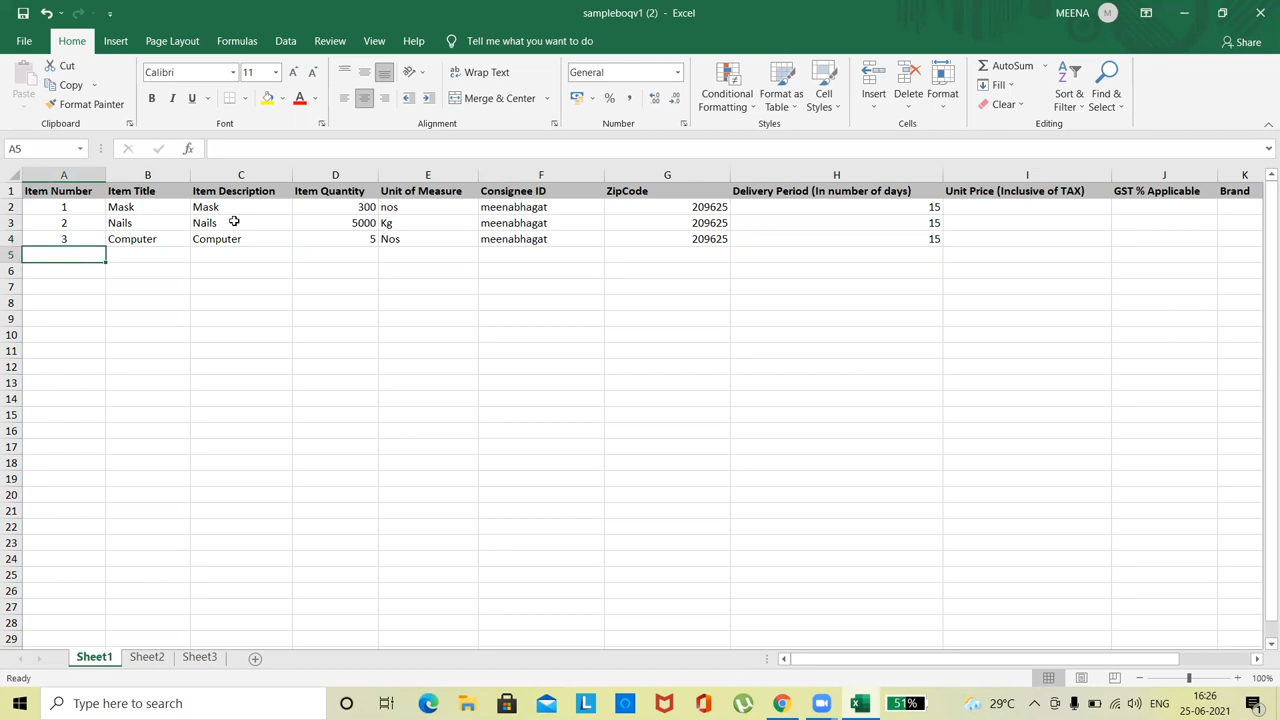 sampleboqv1 (2) - Excel
MEENA M
File Home Insert Page Layout Formulas Data Review View Help Tell me what you want to do Share
Paste Cut Copy Format Painter
Calibri 11 Wrap Text General Conditional Formatting Format as Table Cell Styles Insert Delete Format AutoSum Fill Clear Sort & Filter Find & Select
B I U A Merge & Center % ,
Clipboard Font Alignment Number Styles Cells Editing
A5 fx
A B C D E F G H I J K
1 Item Number Item Title Item Description Item Quantity Unit of Measure Consignee ID ZipCode Delivery Period (In number of days) Unit Price (Inclusive of TAX) GST % Applicable Brand
2 1 Mask Mask 300 nos meenabhagat 209625 15
3 2 Nails Nails 5000 Kg meenabhagat 209625 15
4 3 Computer Computer 5 Nos meenabhagat 209625 15
5
6
7
8
9
10
11
12
13
14
15
16
17
18
19
20
21
22
23
24
25
26
27
28
29
Sheet1 Sheet2 Sheet3
Ready 100%
Type here to search L 51% 29°C ENG 16:26
25-06-2021 1